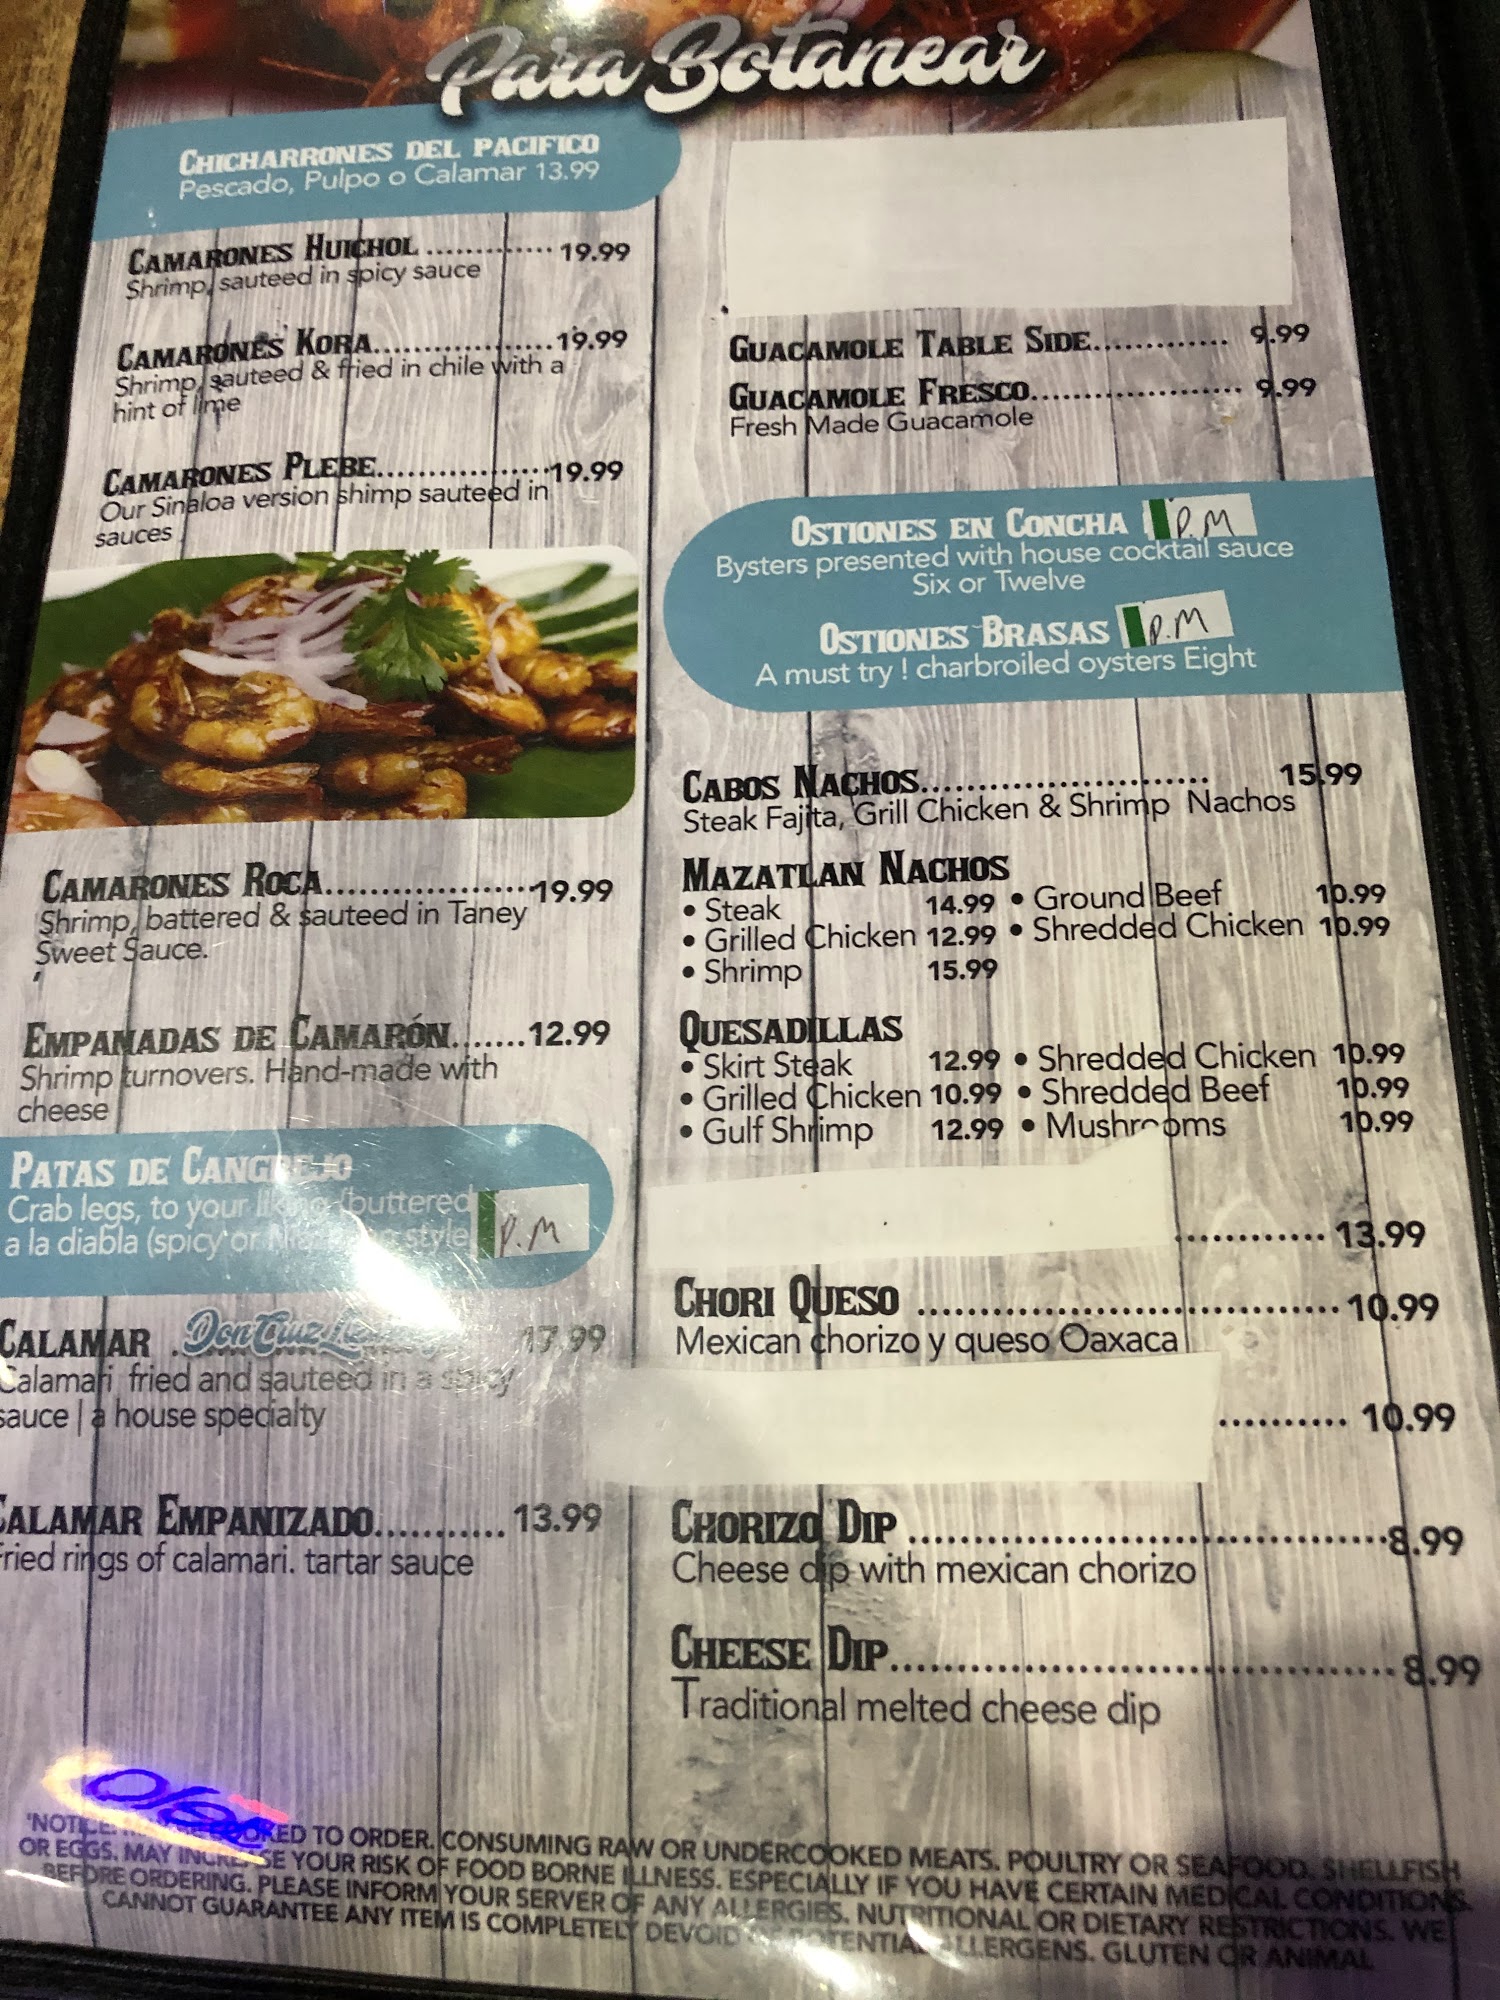 Para Botanear
CHICHARRONES DEL PACIFICO
Pescado, Pulpo o Calamar 13.99
CAMARONES HUICHOL ............. 19.99
Shrimp, sauteed in spicy sauce
CAMARONES KORA...................19.99
Shrimp, sauteed & fried in chile with a
hint of lime
CAMARONES PLEBE..................19.99
Our Sinaloa version shimp sauteed in
sauces
CAMARONES ROCA....................19.99
Shrimp, battered & sauteed in Taney
Sweet Sauce.
EMPANADAS DE CAMARÓN.......12.99
Shrimp turnovers. Hand-made with
cheese
PATAS DE CANGREJO
Crab legs, to your liking (buttered
a la diabla (spicy or style P.M
CALAMAR Don Cruz 17.99
Calamari fried and sauteed in a spicy
sauce | a house specialty
CALAMAR EMPANIZADO............13.99
Fried rings of calamari. tartar sauce
GUACAMOLE TABLE SIDE............. 9.99
GUACAMOLE FRESCO.................... 9.99
Fresh Made Guacamole
OSTIONES EN CONCHA P.M
Bysters presented with house cocktail sauce
Six or Twelve
OSTIONES BRASAS P.M
A must try ! charbroiled oysters Eight
CABOS NACHOS.......................... 15.99
Steak Fajita, Grill Chicken & Shrimp Nachos
MAZATLAN NACHOS
• Steak 14.99 • Ground Beef 10.99
• Grilled Chicken 12.99 • Shredded Chicken 10.99
• Shrimp 15.99
QUESADILLAS
• Skirt Steak 12.99 • Shredded Chicken 10.99
• Grilled Chicken 10.99 • Shredded Beef 10.99
• Gulf Shrimp 12.99 • Mushrooms 10.99
............ 13.99
CHORI QUESO .................................10.99
Mexican chorizo y queso Oaxaca
.......... 10.99
CHORIZO DIP .....................................8.99
Cheese dip with mexican chorizo
CHEESE DIP.......................................8.99
Traditional melted cheese dip
*NOTICE: COOKED TO ORDER. CONSUMING RAW OR UNDERCOOKED MEATS. POULTRY OR SEAFOOD. SHELLFISH
OR EGGS. MAY INCREASE YOUR RISK OF FOOD BORNE ILLNESS. ESPECIALLY IF YOU HAVE CERTAIN MEDICAL CONDITIONS.
BEFORE ORDERING. PLEASE INFORM YOUR SERVER OF ANY ALLERGIES. NUTRITIONAL OR DIETARY RESTRICTIONS. WE
CANNOT GUARANTEE ANY ITEM IS COMPLETELY DEVOID OF POTENTIAL ALLERGENS. GLUTEN OR ANIMAL